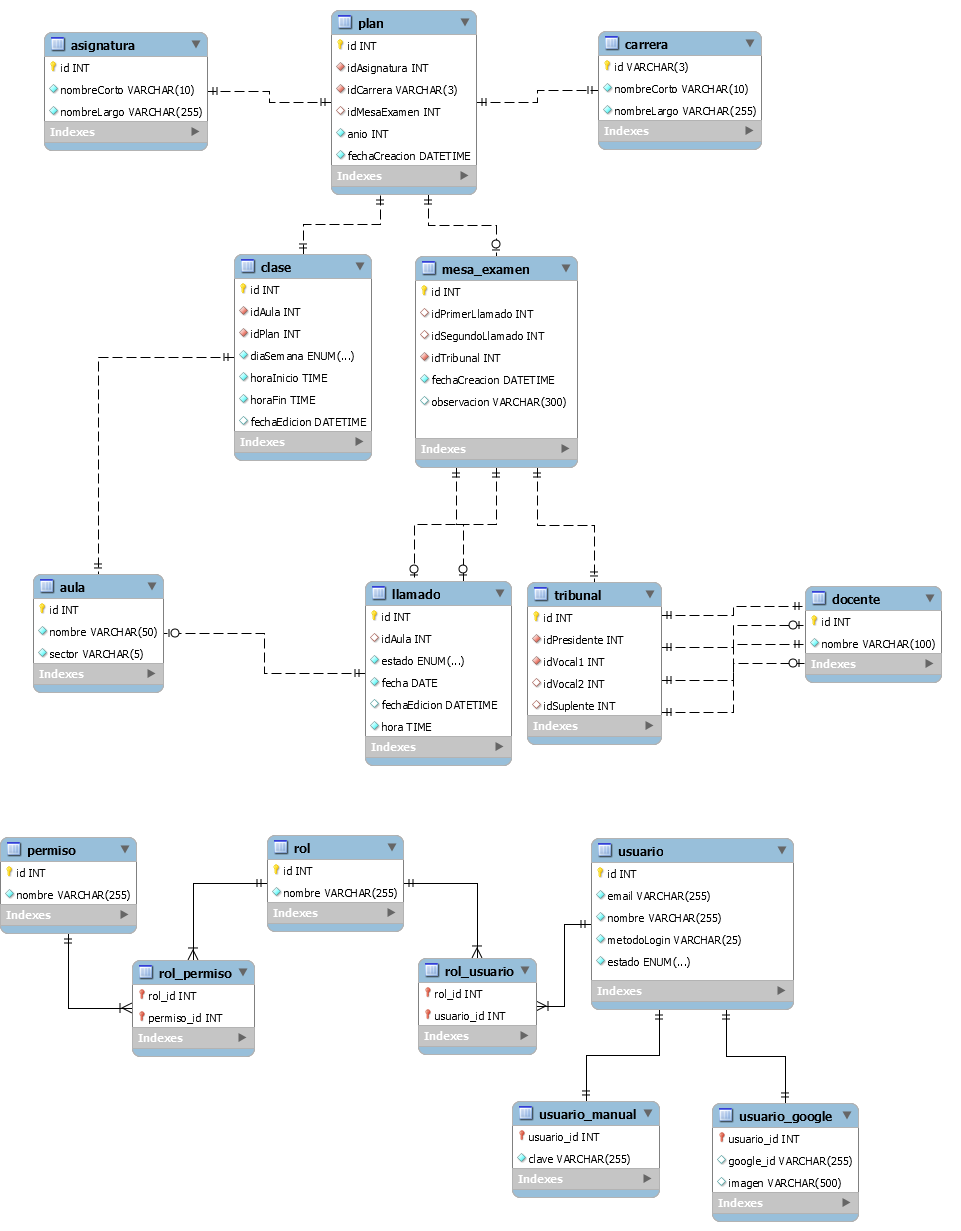 asignatura
id INT
nombreCorto VARCHAR(10)
nombreLargo VARCHAR(255)
Indexes
plan
id INT
idAsignatura INT
idCarrera VARCHAR(3)
idMesaExamen INT
anio INT
fechaCreacion DATETIME
Indexes
carrera
id VARCHAR(3)
nombreCorto VARCHAR(10)
nombreLargo VARCHAR(255)
Indexes
clase
id INT
idAula INT
idPlan INT
diaSemana ENUM(...)
horaInicio TIME
horaFin TIME
fechaEdicion DATETIME
Indexes
mesa_examen
id INT
idPrimerLlamado INT
idSegundoLlamado INT
idTribunal INT
fechaCreacion DATETIME
observacion VARCHAR(300)
Indexes
aula
id INT
nombre VARCHAR(50)
sector VARCHAR(5)
Indexes
llamado
id INT
idAula INT
estado ENUM(...)
fecha DATE
fechaEdicion DATETIME
hora TIME
Indexes
tribunal
id INT
idPresidente INT
idVocal1 INT
idVocal2 INT
idSuplente INT
Indexes
docente
id INT
nombre VARCHAR(100)
Indexes
permiso
id INT
nombre VARCHAR(255)
Indexes
rol
id INT
nombre VARCHAR(255)
Indexes
usuario
id INT
email VARCHAR(255)
nombre VARCHAR(255)
metodoLogin VARCHAR(25)
estado ENUM(...)
Indexes
rol_permiso
rol_id INT
permiso_id INT
Indexes
rol_usuario
rol_id INT
usuario_id INT
Indexes
usuario_manual
usuario_id INT
clave VARCHAR(255)
Indexes
usuario_google
usuario_id INT
google_id VARCHAR(255)
imagen VARCHAR(500)
Indexes